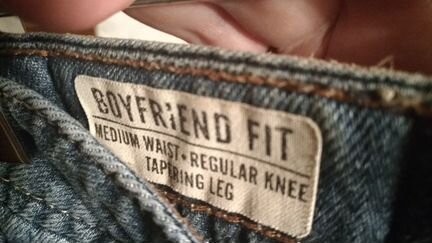 BOYFRIEND FIT
MEDIUM WAIST • REGULAR KNEE
TAPERING LEG